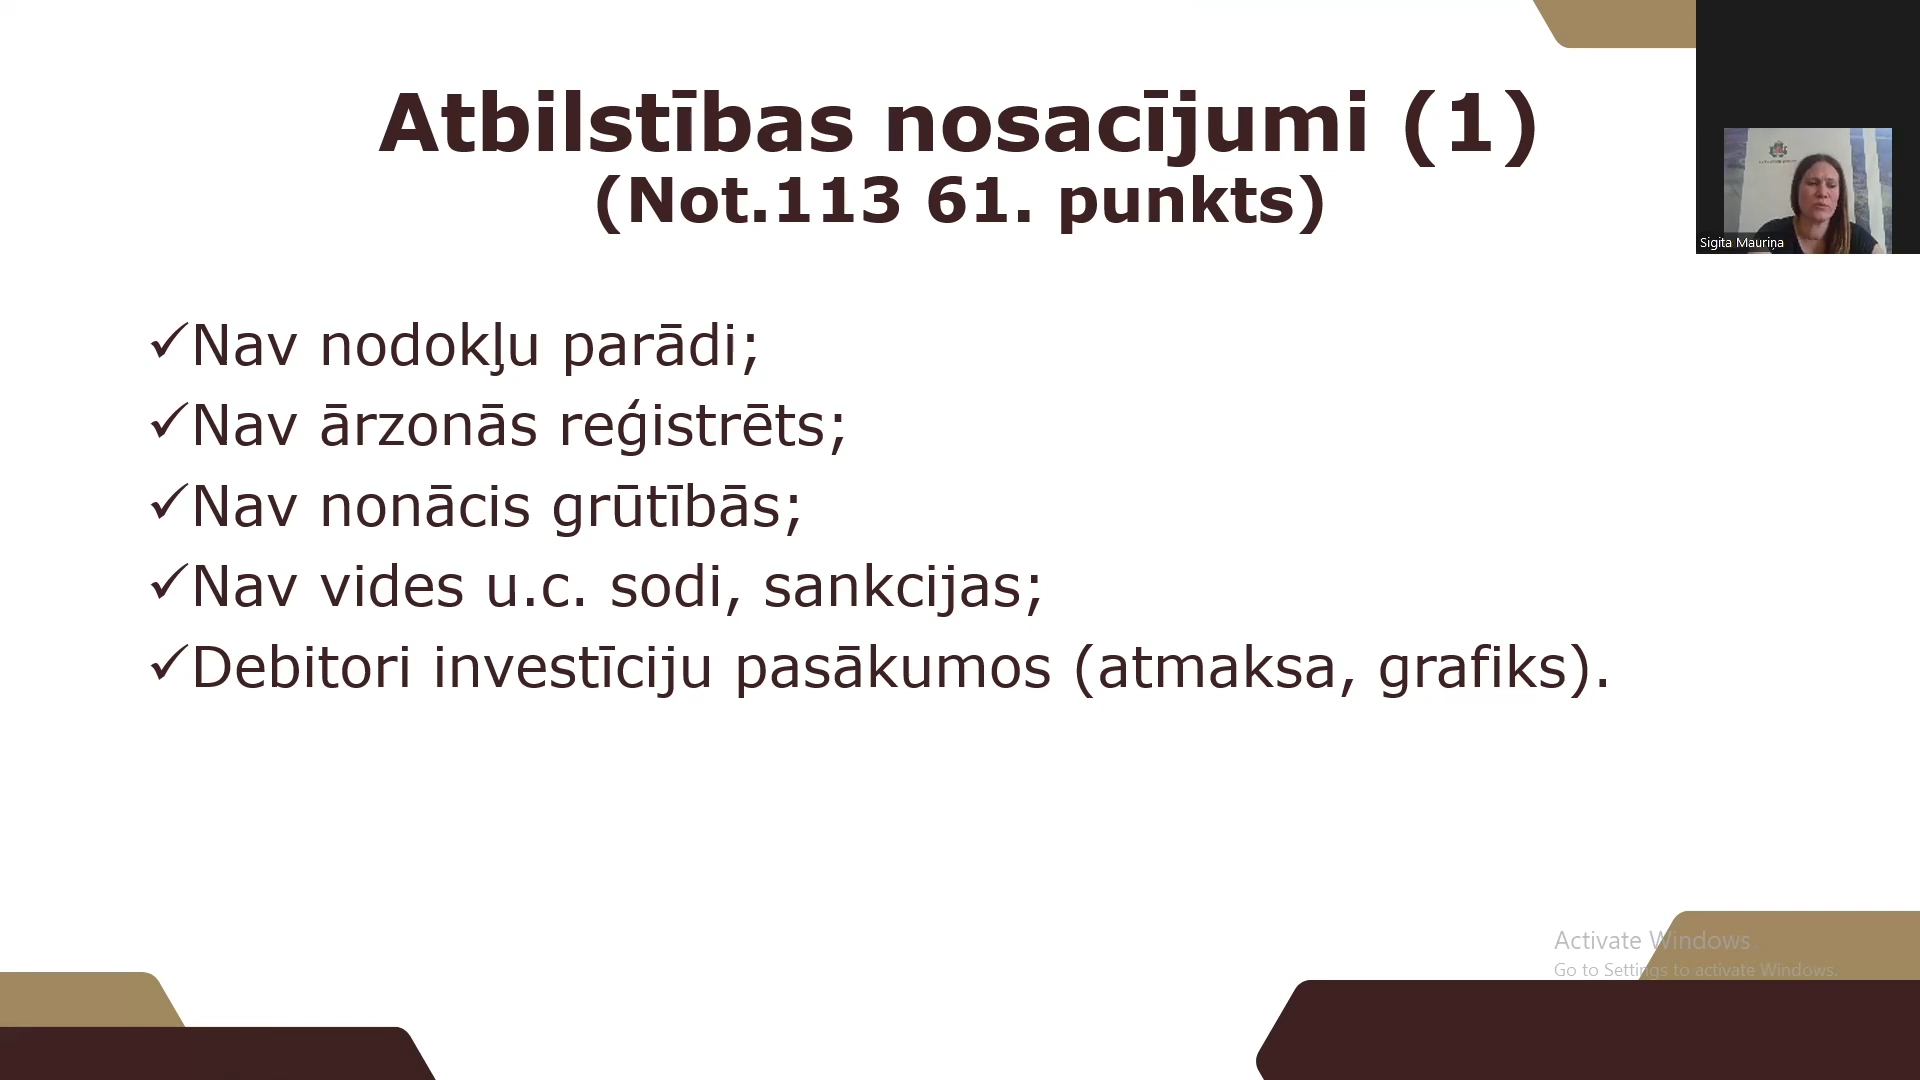 Atbilstības nosacījumi (1)
(Not.113 61. punkts)
✓Nav nodokļu parādi;
✓Nav ārzonās reģistrēts;
✓Nav nonācis grūtībās;
✓Nav vides u.c. sodi, sankcijas;
✓Debitori investīciju pasākumos (atmaksa, grafiks).
Sigita Mauriņa
Activate Windows
Go to Settings to activate Windows.